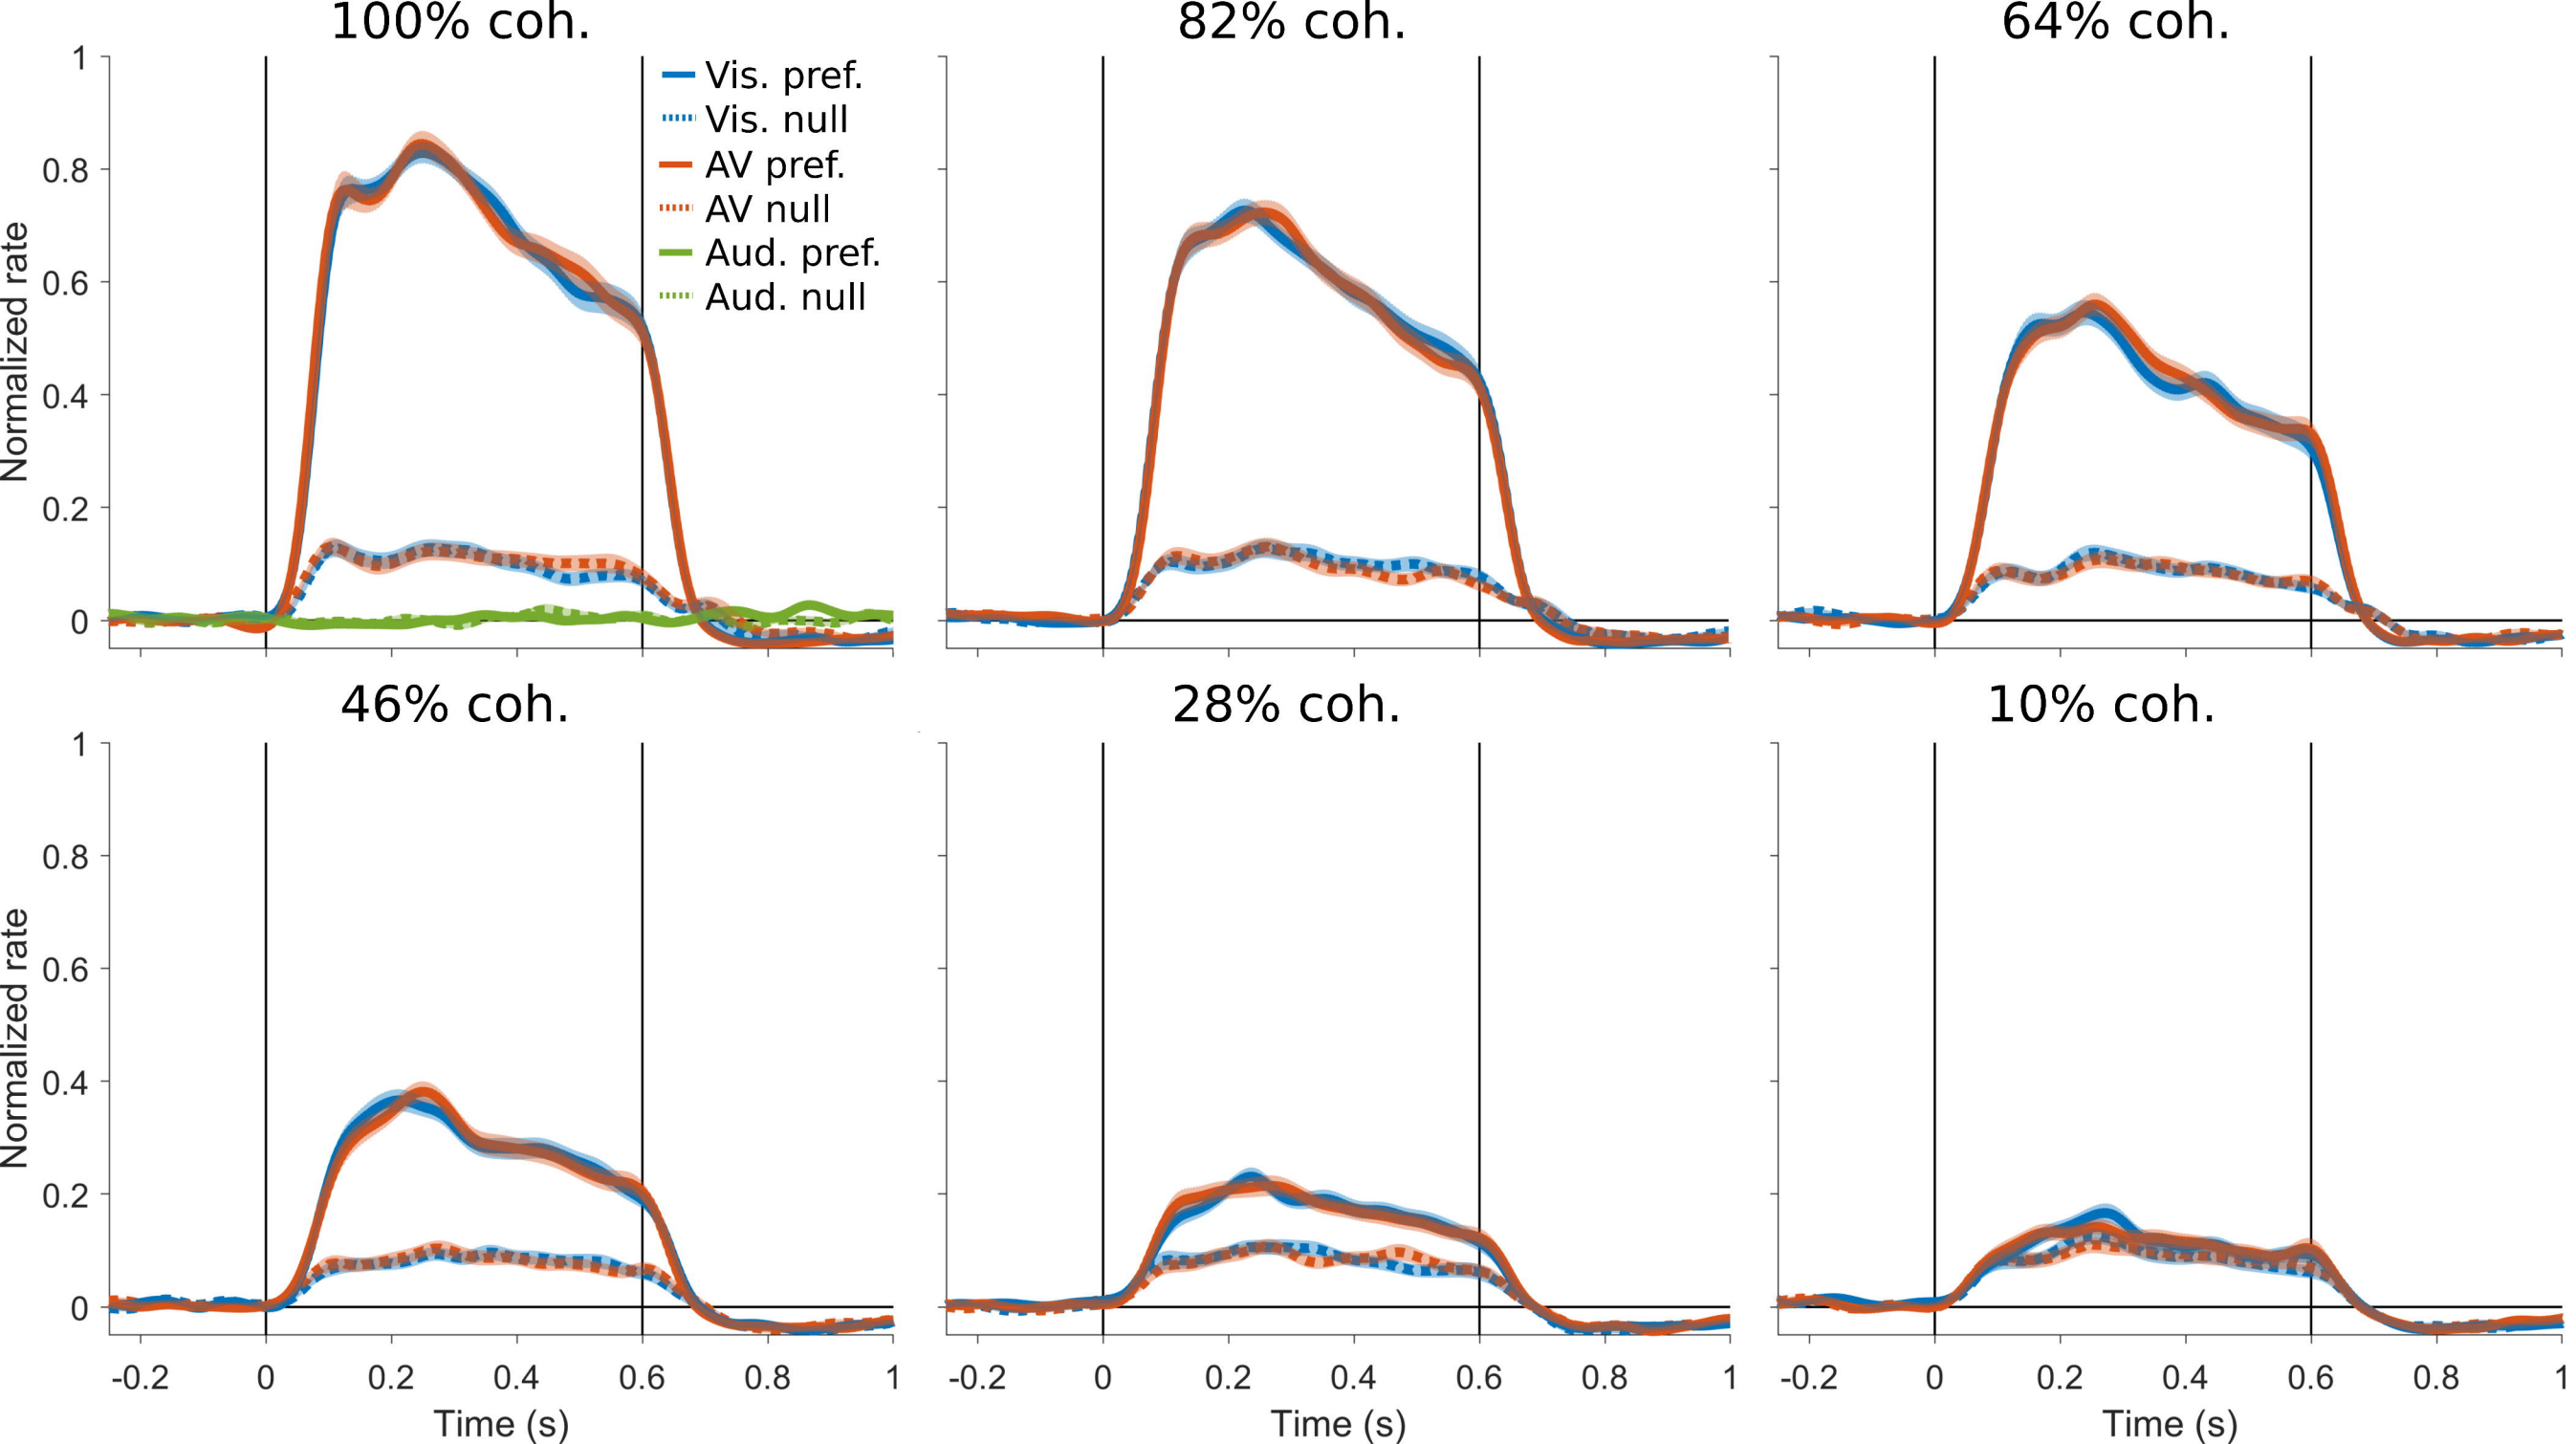 100% coh.
82% coh.
64% coh.
Normalized rate
1
0.8
0.6
0.4
0.2
0
Vis. pref.
Vis. null
AV pref.
AV null
Aud. pref.
Aud. null
46% coh.
28% coh.
10% coh.
Normalized rate
1
0.8
0.6
0.4
0.2
0
-0.2 0 0.2 0.4 0.6 0.8 1
-0.2 0 0.2 0.4 0.6 0.8 1
-0.2 0 0.2 0.4 0.6 0.8 1
Time (s)
Time (s)
Time (s)